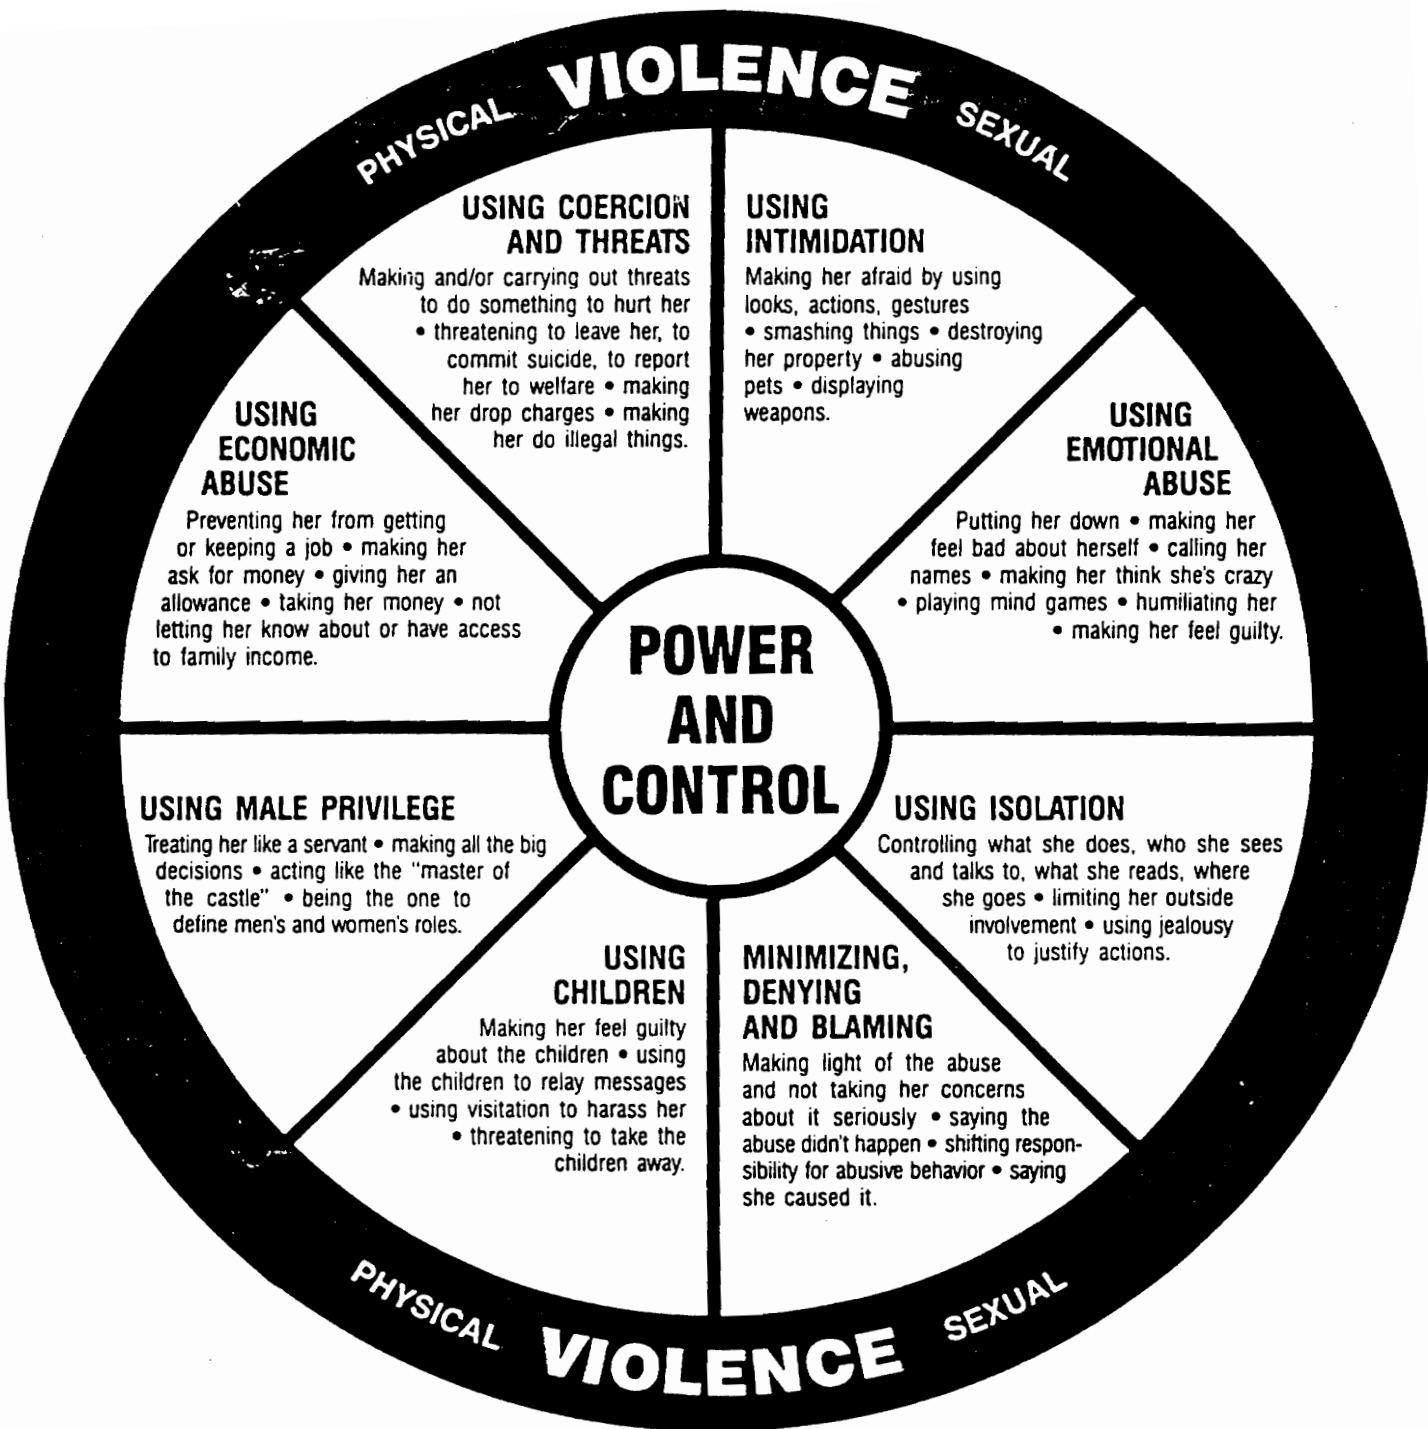 PHYSICAL VIOLENCE SEXUAL
USING COERCION
AND THREATS
Making and/or carrying out threats
to do something to hurt her
• threatening to leave her, to
commit suicide, to report
her to welfare • making
her drop charges • making
her do illegal things.
USING
INTIMIDATION
Making her afraid by using
looks, actions, gestures
• smashing things • destroying
her property • abusing
pets • displaying
weapons.
USING
EMOTIONAL
ABUSE
Putting her down • making her
feel bad about herself • calling her
names • making her think she's crazy
• playing mind games • humiliating her
• making her feel guilty.
USING ISOLATION
Controlling what she does, who she sees
and talks to, what she reads, where
she goes • limiting her outside
involvement • using jealousy
to justify actions.
MINIMIZING,
DENYING
AND BLAMING
Making light of the abuse
and not taking her concerns
about it seriously • saying the
abuse didn't happen • shifting respon-
sibility for abusive behavior • saying
she caused it.
USING
CHILDREN
Making her feel guilty
about the children • using
the children to relay messages
• using visitation to harass her
• threatening to take the
children away.
USING MALE PRIVILEGE
Treating her like a servant • making all the big
decisions • acting like the "master of
the castle" • being the one to
define men's and women's roles.
USING
ECONOMIC
ABUSE
Preventing her from getting
or keeping a job • making her
ask for money • giving her an
allowance • taking her money • not
letting her know about or have access
to family income.
POWER
AND
CONTROL
PHYSICAL VIOLENCE SEXUAL